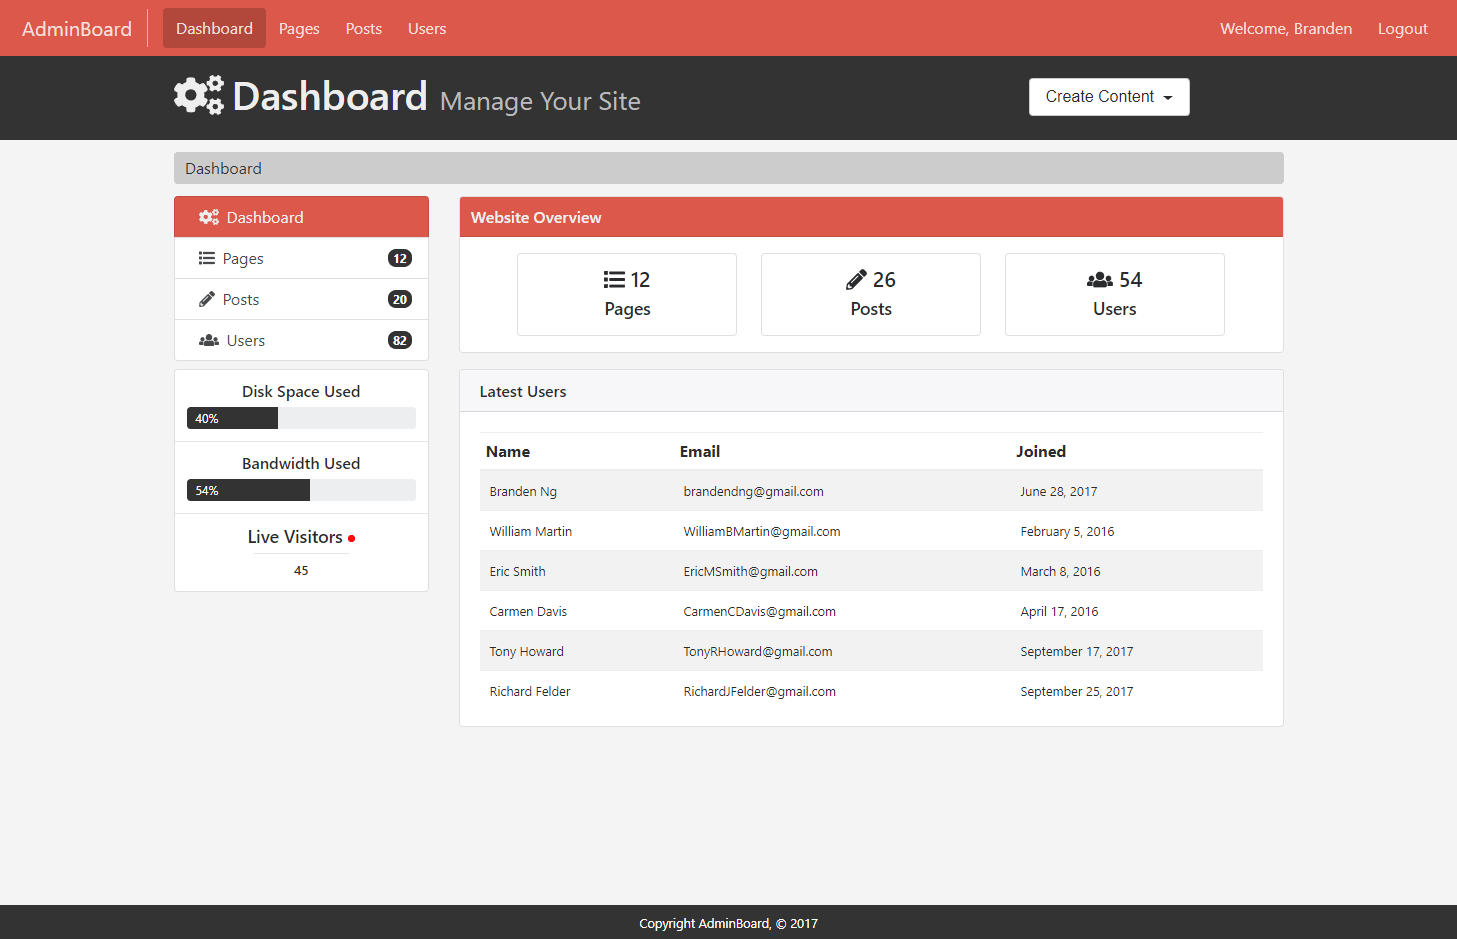 AdminBoard Dashboard Pages Posts Users Welcome, Branden Logout
Dashboard Manage Your Site Create Content
Dashboard
Dashboard
Pages 12
Posts 20
Users 82
Disk Space Used
40%
Bandwidth Used
54%
Live Visitors
45
Website Overview
12
Pages
26
Posts
54
Users
Latest Users
Name Email Joined
Branden Ng brandendng@gmail.com June 28, 2017
William Martin WilliamBMartin@gmail.com February 5, 2016
Eric Smith EricMSmith@gmail.com March 8, 2016
Carmen Davis CarmenCDavis@gmail.com April 17, 2016
Tony Howard TonyRHoward@gmail.com September 17, 2017
Richard Felder RichardJFelder@gmail.com September 25, 2017
Copyright AdminBoard, © 2017